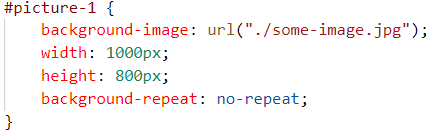 #picture-1 {
    background-image: url("./some-image.jpg");
    width: 1000px;
    height: 800px;
    background-repeat: no-repeat;
}